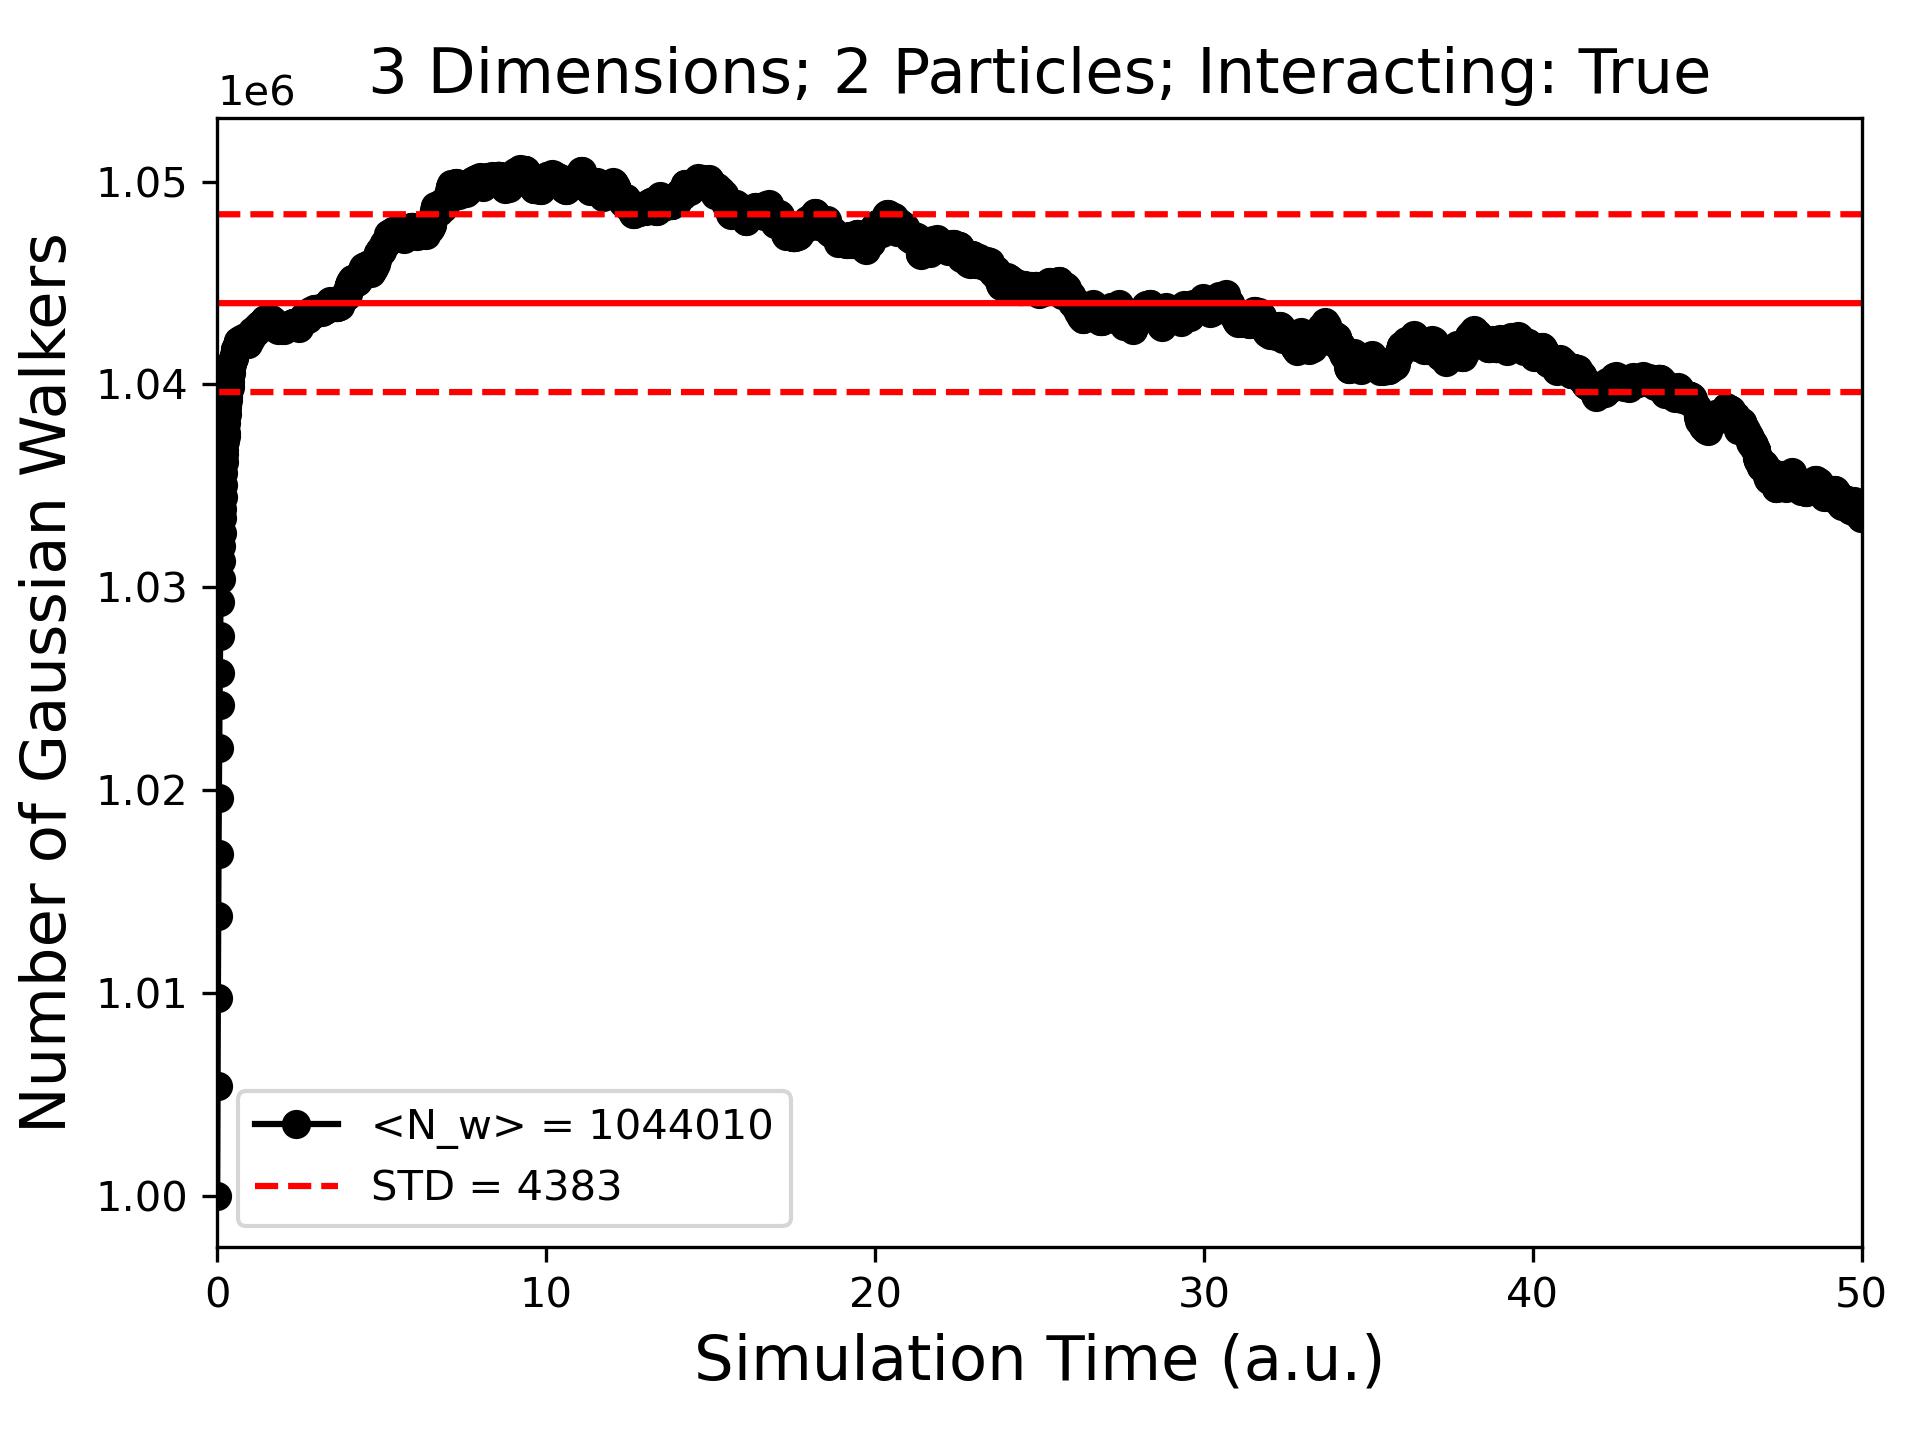 3 Dimensions; 2 Particles; Interacting: True
1e6
Number of Gaussian Walkers
1.05
1.04
1.03
1.02
1.01
1.00
<N_w> = 1044010
STD = 4383
0 10 20 30 40 50
Simulation Time (a.u.)